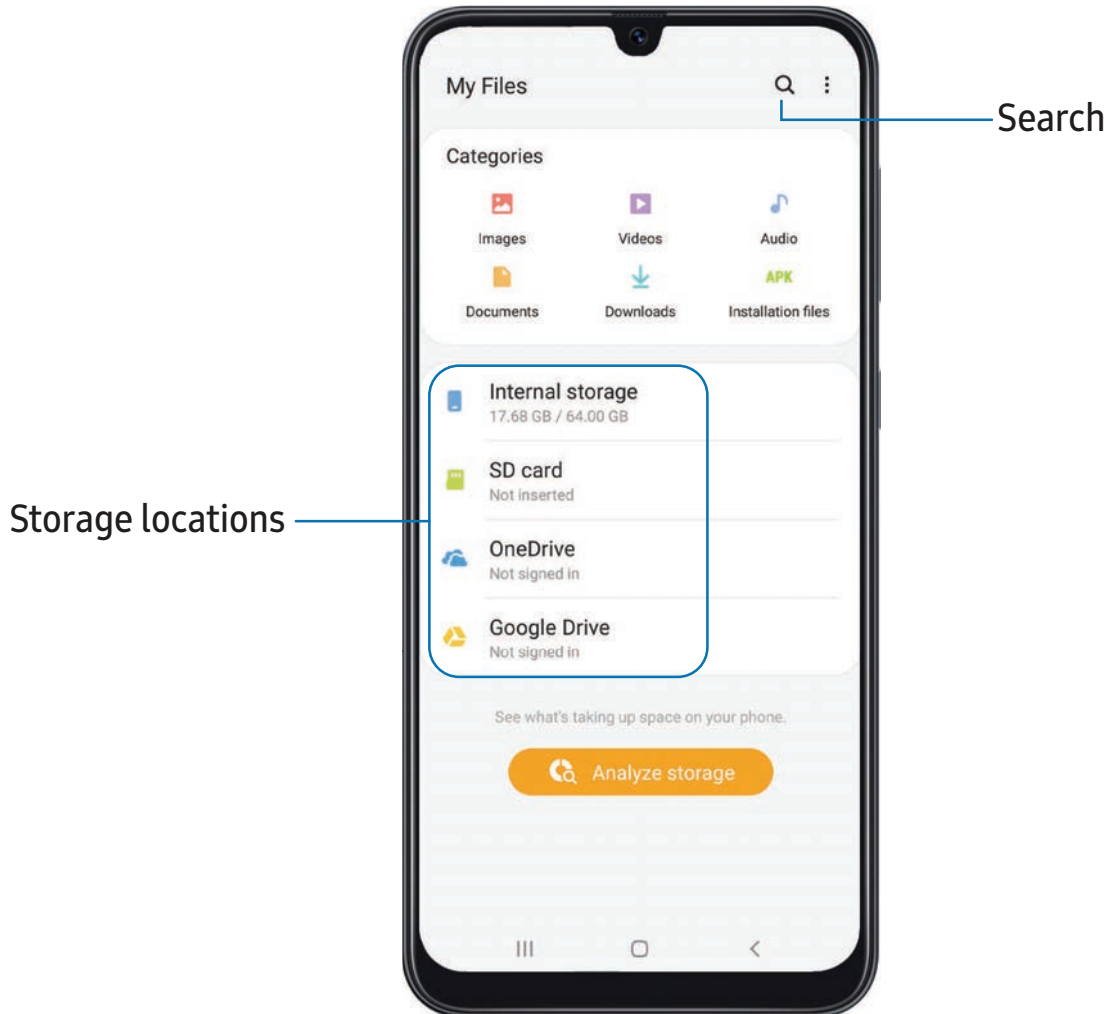 My Files
Search
Categories
Images Videos Audio
APK
Documents Downloads Installation files
Internal storage
17.68 GB / 64.00 GB
SD card
Not inserted
Storage locations
OneDrive
Not signed in
Google Drive
Not signed in
See what's taking up space on your phone.
Analyze storage